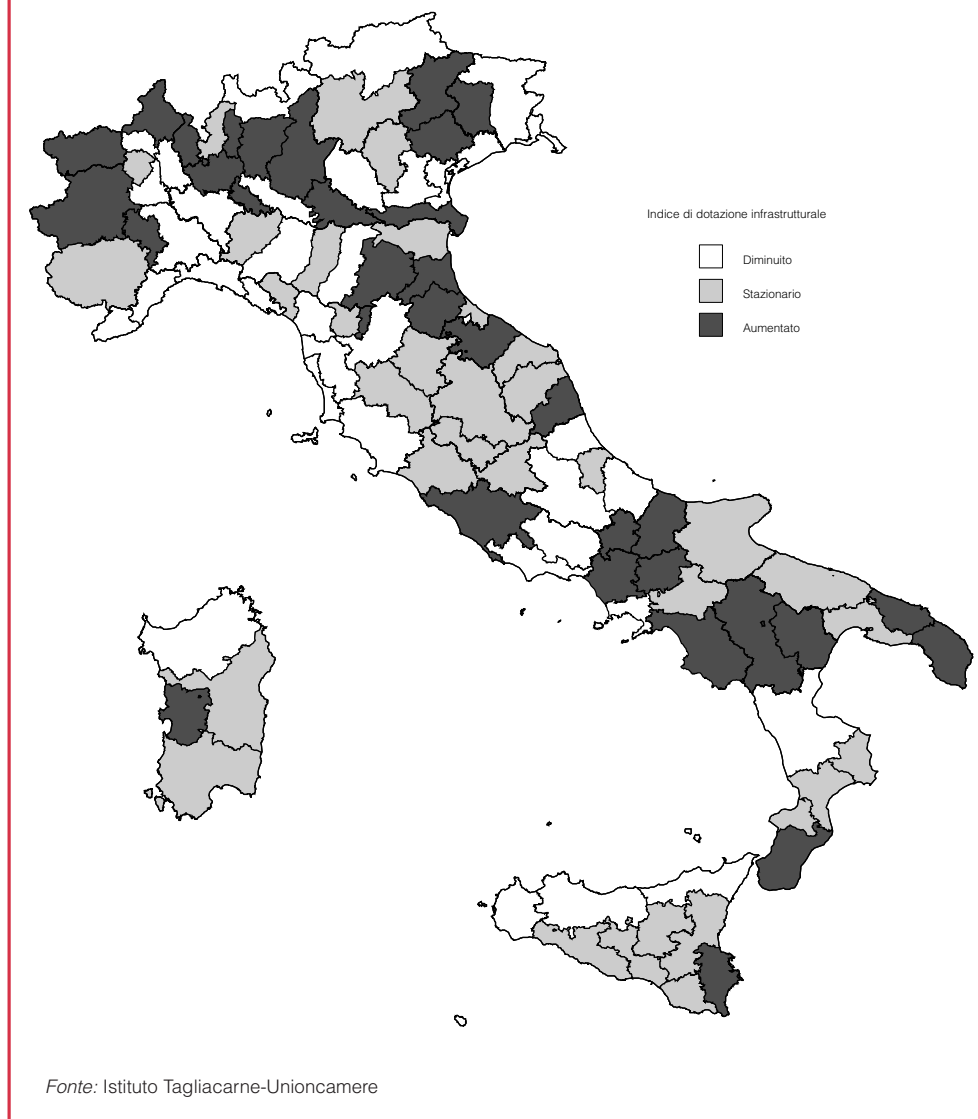 Indice di dotazione infrastrutturale
Diminuito
Stazionario
Aumentato
Fonte: Istituto Tagliacarne-Unioncamere